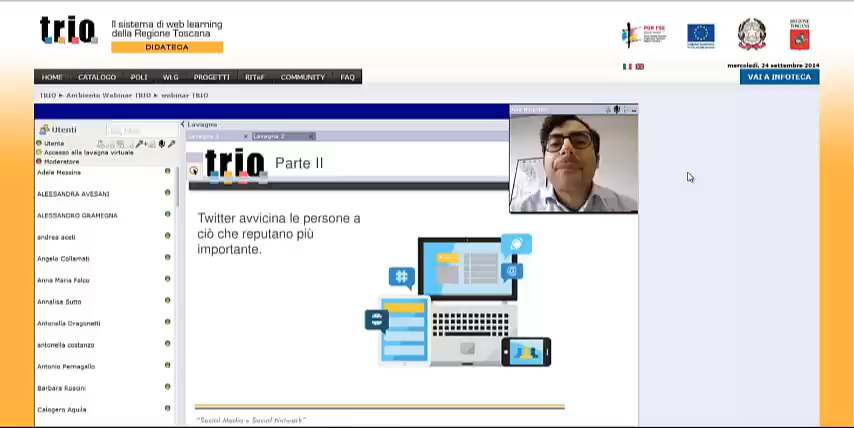 trio
Il sistema di web learning
della Regione Toscana
DIDATECA
POR FSE
REGIONE
TOSCANA
mercoledì, 24 settembre 2014
HOME CATALOGO POLI WLG PROGETTI RITeF COMMUNITY FAQ
VAI A INFOTECA
TRIO ► Ambiente Webinar TRIO ► webinar TRIO
Utenti
Utente
Accesso alla lavagna virtuale
Moderatore
Adele Messina
ALESSANDRA AVESANI
ALESSANDRO GRAMEGNA
andrea aceti
Angelo Collamati
Anna Maria Falco
Annalisa Sutto
Antonella Dragonetti
antonella costanzo
Antonio Pernagallo
Barbara Roscini
Calogero Aquila
Lavagna
Lavagna 1 Lavagna 2
trio Parte II
Twitter avvicina le persone a
ciò che reputano più
importante.
#
@
"Social Media e Social Network"